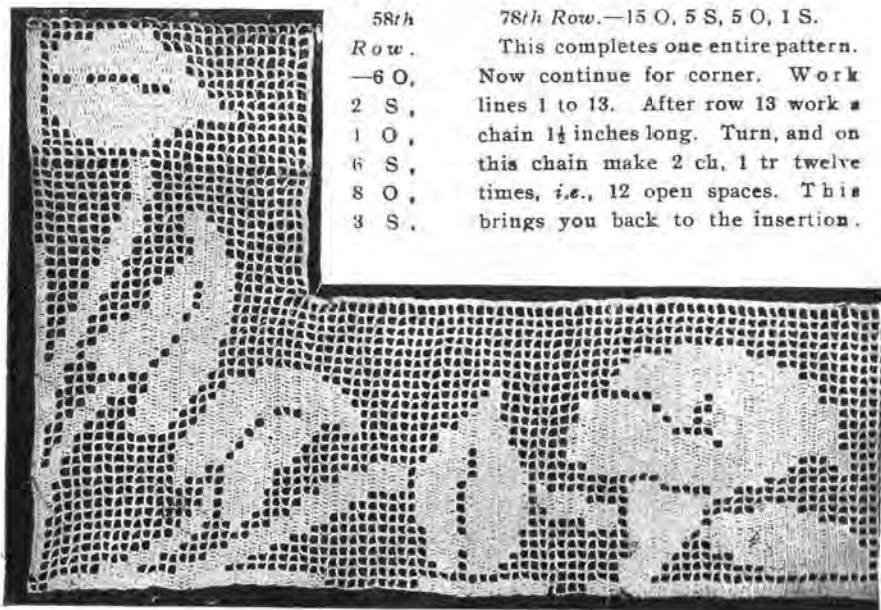 58th
Row.
—6 O,
2 S,
1 O,
6 S,
8 O,
3 S,
78th Row.—15 O, 5 S, 5 O, 1 S.
This completes one entire pattern.
Now continue for corner. Work
lines 1 to 13. After row 13 work a
chain 1½ inches long. Turn, and on
this chain make 2 ch, 1 tr twelve
times, i.e., 12 open spaces. This
brings you back to the insertion.